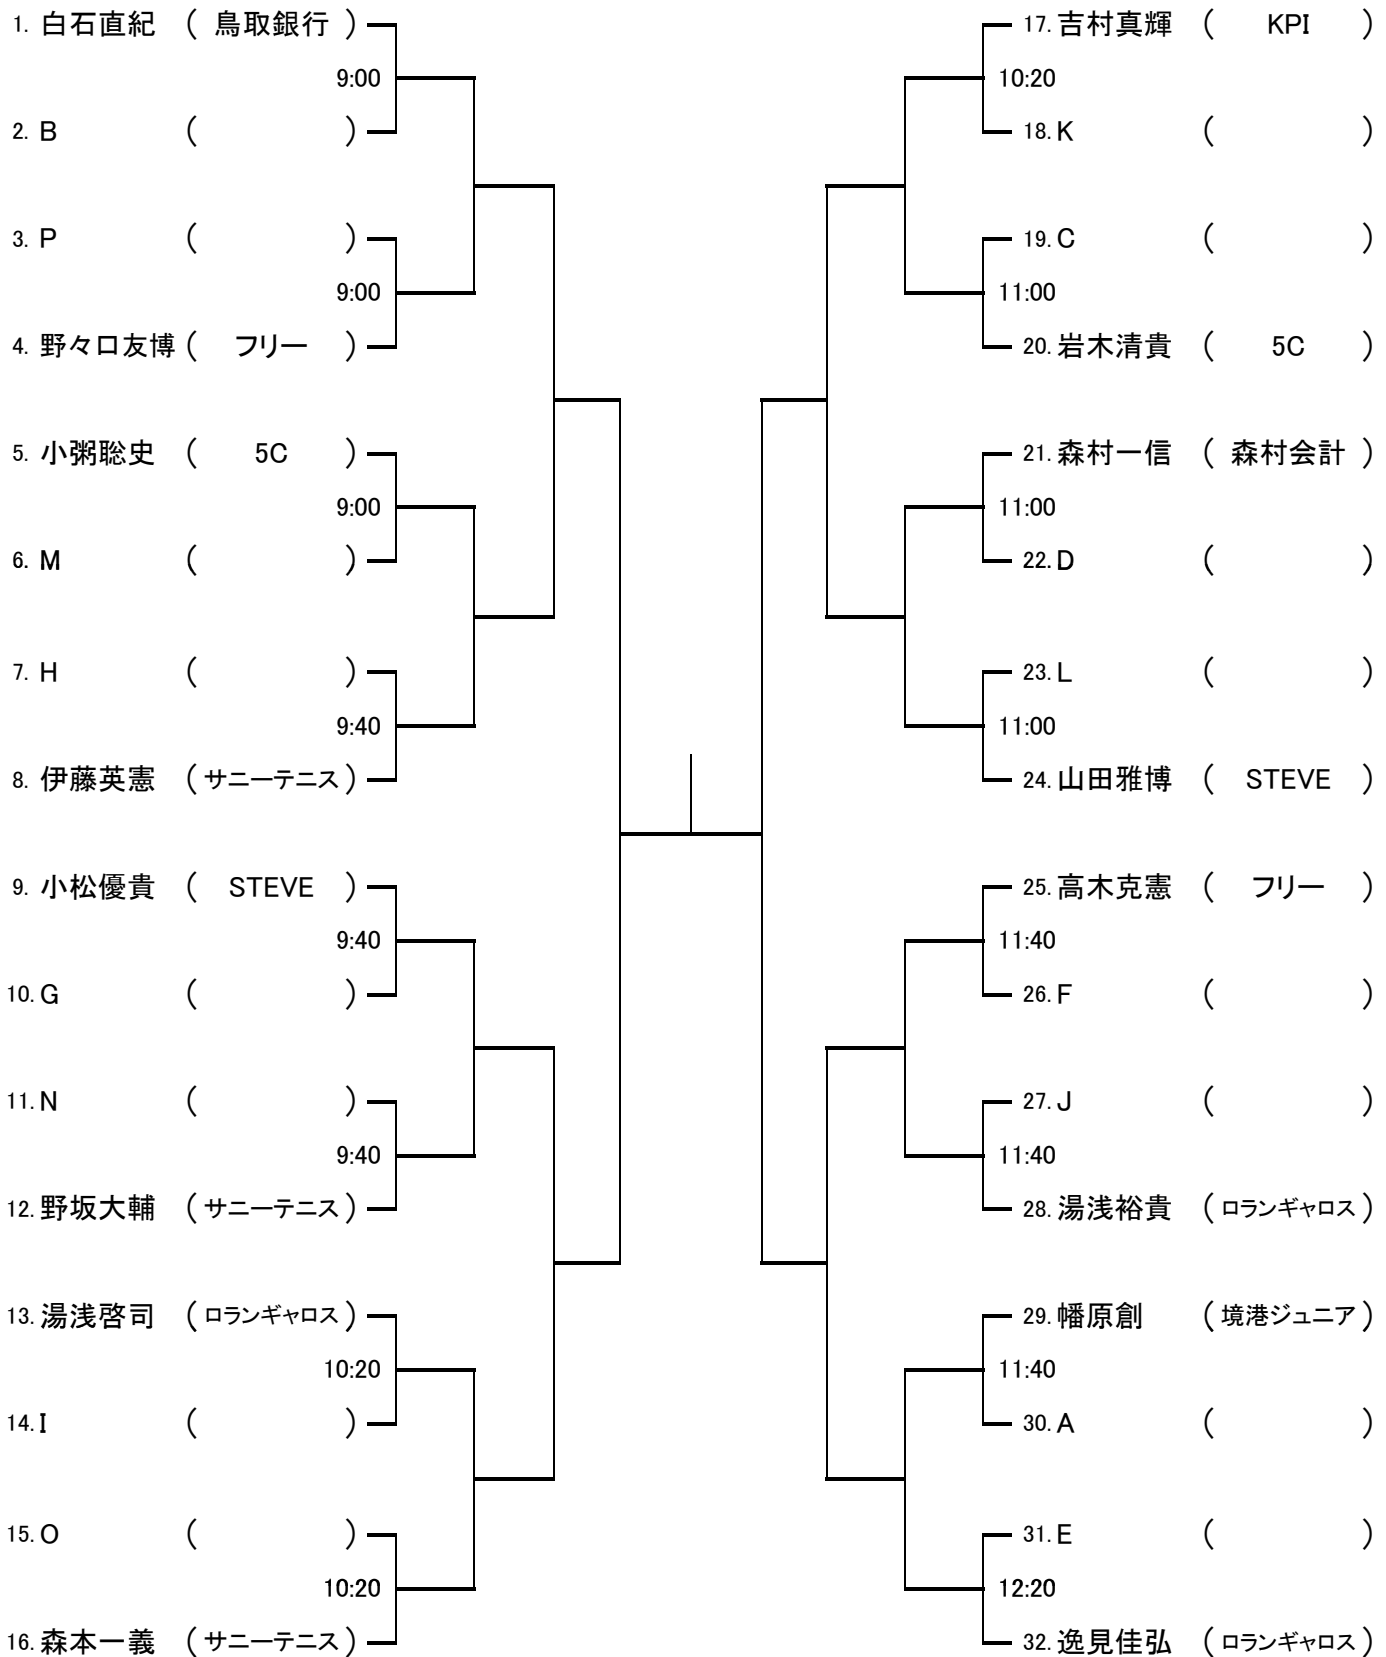 1. 白石直紀 ( 鳥取銀行 )
9:00
2. B ( )
3. P ( )
9:00
4. 野々口友博 ( フリー )
5. 小粥聡史 ( 5C )
9:00
6. M ( )
7. H ( )
9:40
8. 伊藤英憲 ( サニーテニス )
9. 小松優貴 ( STEVE )
9:40
10. G ( )
11. N ( )
9:40
12. 野坂大輔 ( サニーテニス )
13. 湯浅啓司 ( ロランギャロス )
10:20
14. I ( )
15. O ( )
10:20
16. 森本一義 ( サニーテニス )
17. 吉村真輝 ( KPI )
10:20
18. K ( )
19. C ( )
11:00
20. 岩木清貴 ( 5C )
21. 森村一信 ( 森村会計 )
11:00
22. D ( )
23. L ( )
11:00
24. 山田雅博 ( STEVE )
25. 高木克憲 ( フリー )
11:40
26. F ( )
27. J ( )
11:40
28. 湯浅裕貴 ( ロランギャロス )
29. 幡原創 ( 境港ジュニア )
11:40
30. A ( )
31. E ( )
12:20
32. 逸見佳弘 ( ロランギャロス )